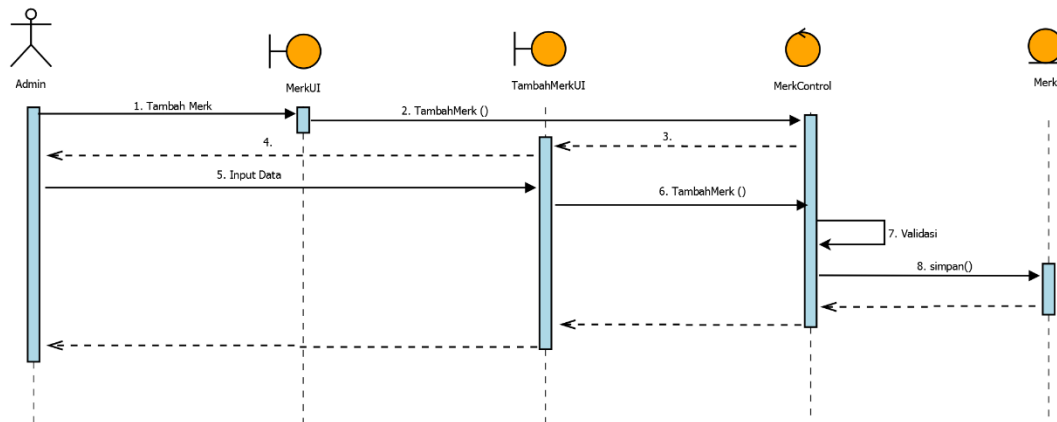 Admin
MerkUI
TambahMerkUI
MerkControl
Merk
1. Tambah Merk
2. TambahMerk ()
3.
4.
5. Input Data
6. TambahMerk ()
7. Validasi
8. simpan()